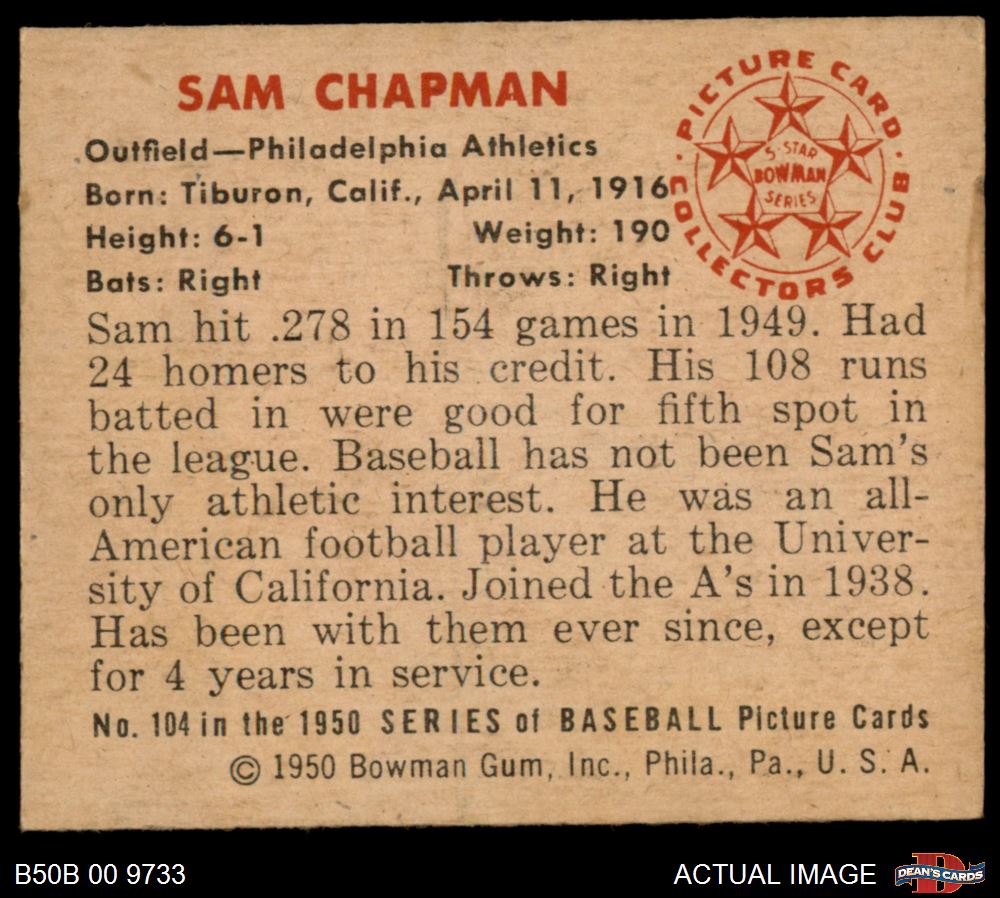 SAM CHAPMAN
Outfield—Philadelphia Athletics
Born: Tiburon, Calif., April 11, 1916
Height: 6-1 Weight: 190
Bats: Right Throws: Right
PICTURE CARD
COLLECTORS CLUB
5-STAR
BOWMAN
SERIES
Sam hit .278 in 154 games in 1949. Had
24 homers to his credit. His 108 runs
batted in were good for fifth spot in
the league. Baseball has not been Sam's
only athletic interest. He was an all-
American football player at the Univer-
sity of California. Joined the A's in 1938.
Has been with them ever since, except
for 4 years in service.
No. 104 in the 1950 SERIES of BASEBALL Picture Cards
© 1950 Bowman Gum, Inc., Phila., Pa., U. S. A.
B50B 00 9733
ACTUAL IMAGE
D
DEAN'S CARDS